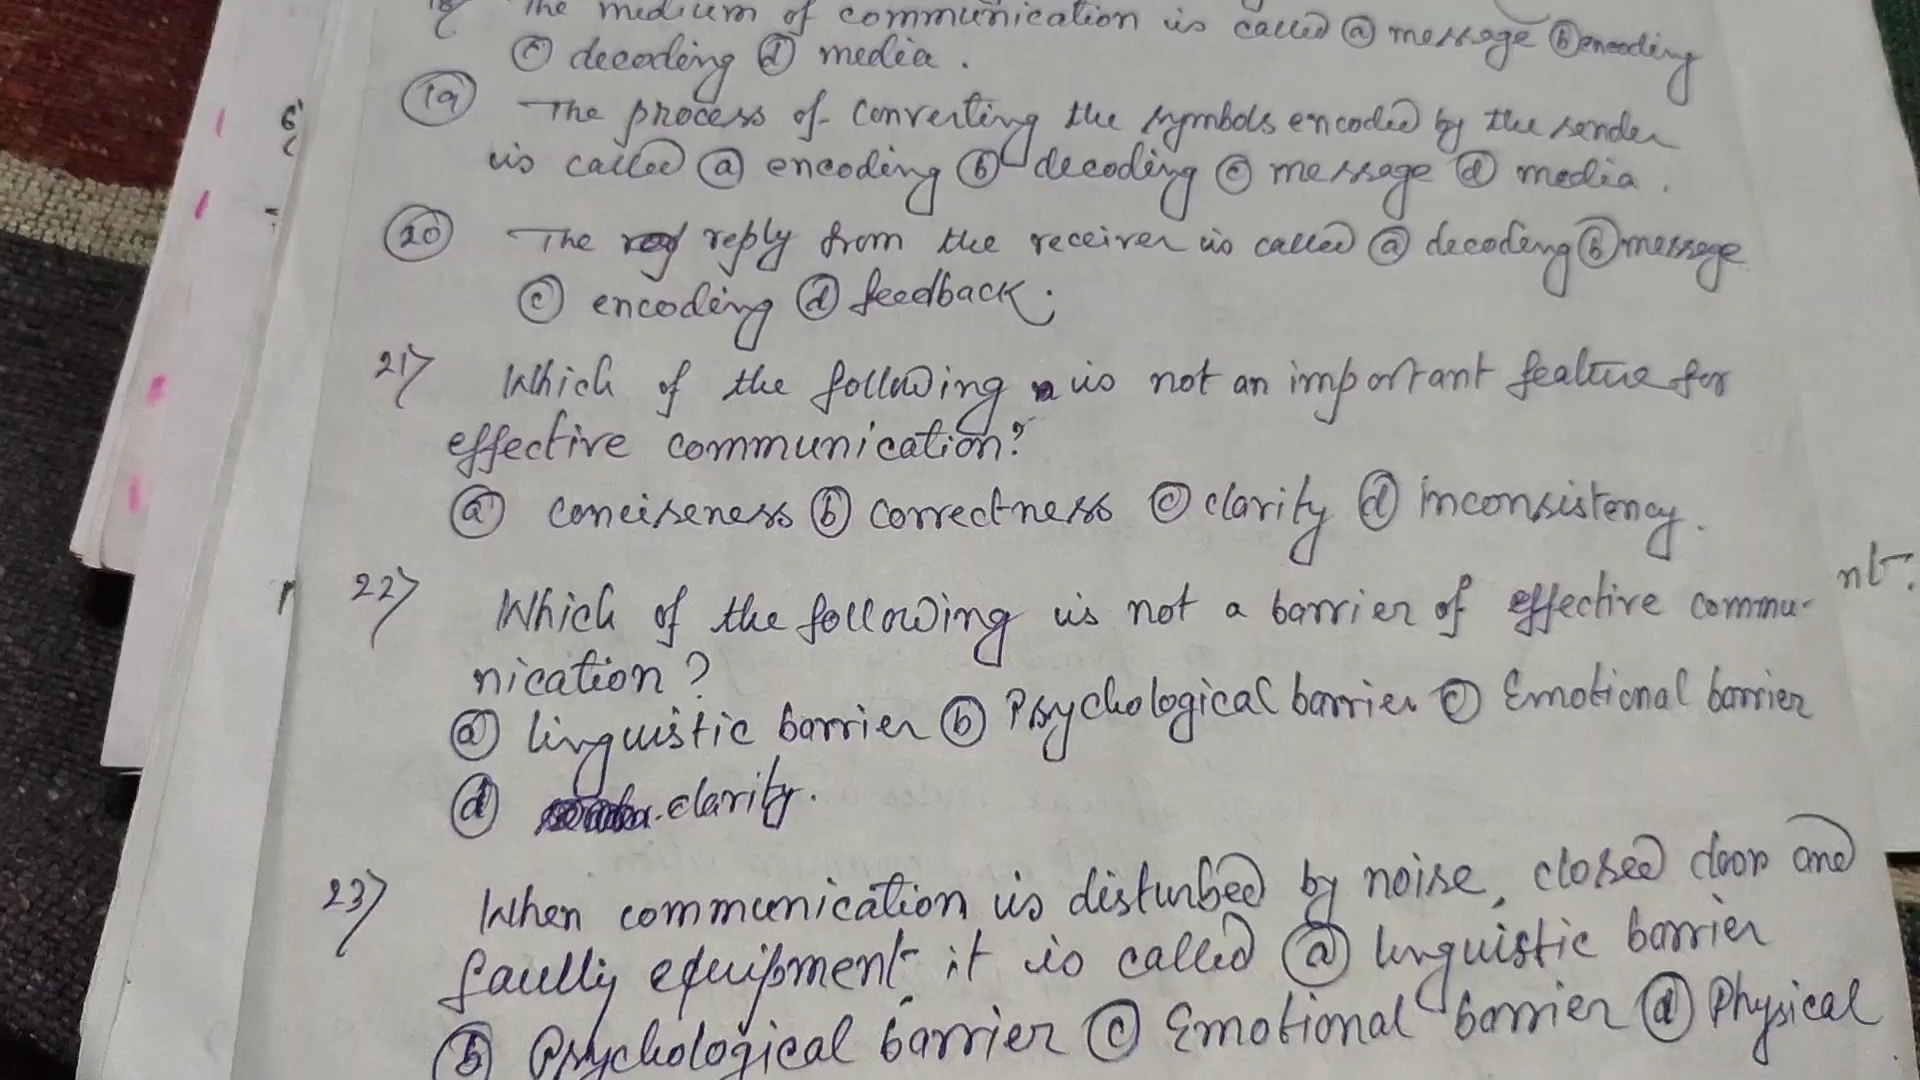 18) The medium of communication is called ⓐ message ⓑ encoding
ⓒ decoding ⓓ media.
⑲ The process of converting the symbols encoded by the sender
is called ⓐ encoding ⓑ decoding ⓒ message ⓓ media.
⑳ The reply from the receiver is called ⓐ decoding ⓑ message
ⓒ encoding ⓓ feedback.
21) Which of the following is not an important feature for
effective communication?
ⓐ conciseness ⓑ correctness ⓒ clarity ⓓ inconsistency.
22) Which of the following is not a barrier of effective commu-
nication?
ⓐ linguistic barrier ⓑ Psychological barrier ⓒ Emotional barrier
ⓓ clarity.
23) When communication is disturbed by noise, closed door and
faulty equipment it is called ⓐ linguistic barrier
ⓑ Psychological barrier ⓒ Emotional barrier ⓓ Physical